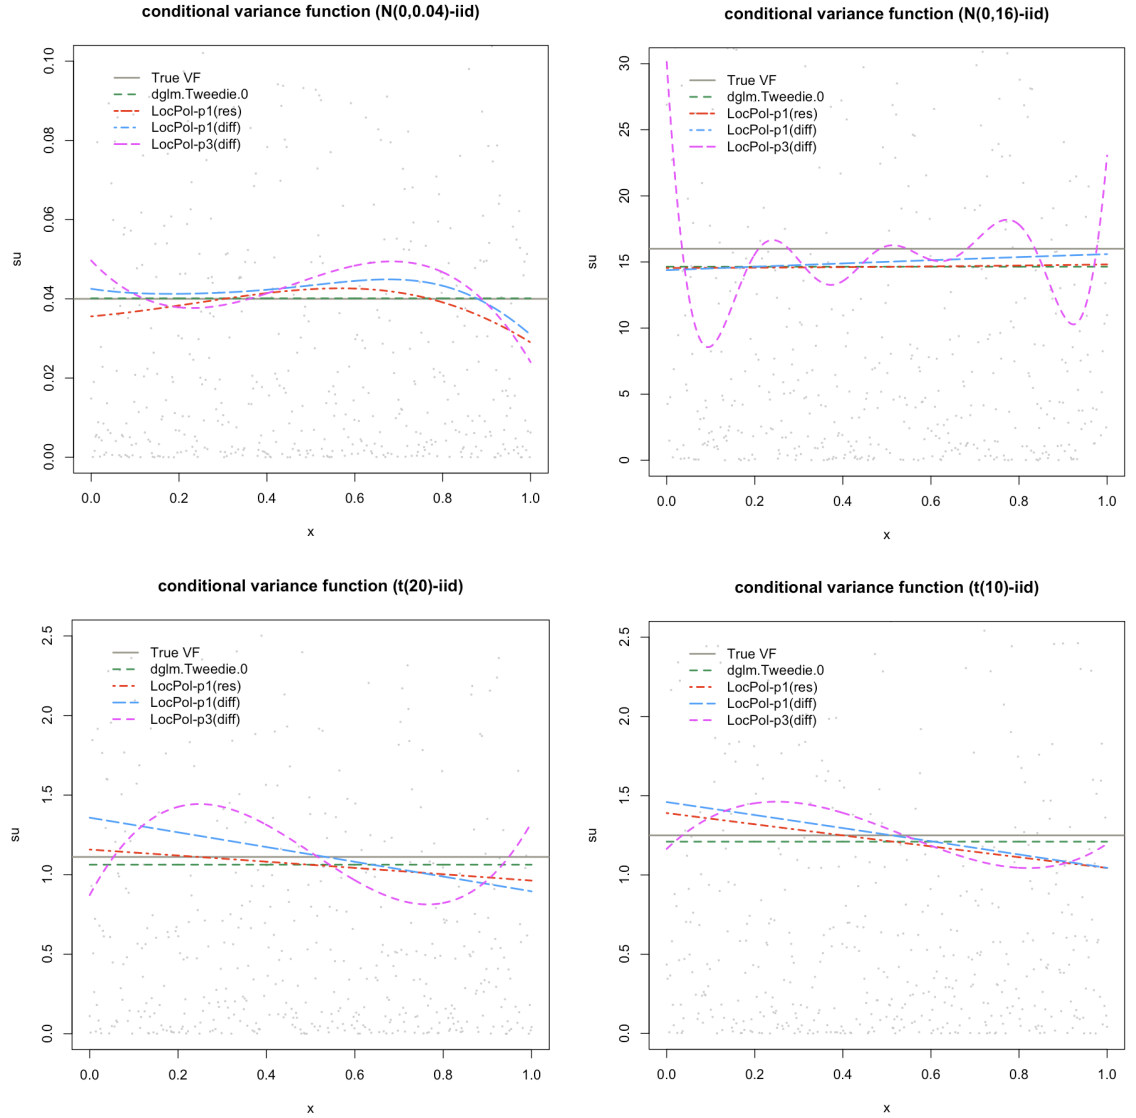 conditional variance function (N(0,0.04)-iid)
True VF
dglm.Tweedie.0
LocPol-p1(res)
LocPol-p1(diff)
LocPol-p3(diff)
su
0.00
0.02
0.04
0.06
0.08
0.10
0.0 0.2 0.4 0.6 0.8 1.0
x
conditional variance function (N(0,16)-iid)
True VF
dglm.Tweedie.0
LocPol-p1(res)
LocPol-p1(diff)
LocPol-p3(diff)
su
0
5
10
15
20
25
30
0.0 0.2 0.4 0.6 0.8 1.0
x
conditional variance function (t(20)-iid)
True VF
dglm.Tweedie.0
LocPol-p1(res)
LocPol-p1(diff)
LocPol-p3(diff)
su
0.0
0.5
1.0
1.5
2.0
2.5
0.0 0.2 0.4 0.6 0.8 1.0
x
conditional variance function (t(10)-iid)
True VF
dglm.Tweedie.0
LocPol-p1(res)
LocPol-p1(diff)
LocPol-p3(diff)
su
0.0
0.5
1.0
1.5
2.0
2.5
0.0 0.2 0.4 0.6 0.8 1.0
x